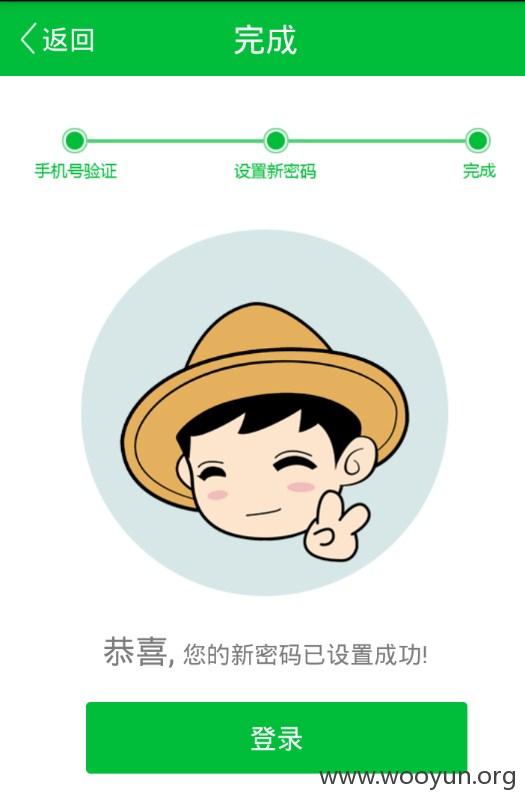 返回
完成
手机号验证 设置新密码 完成
恭喜, 您的新密码已设置成功!
登录
www.wooyun.org